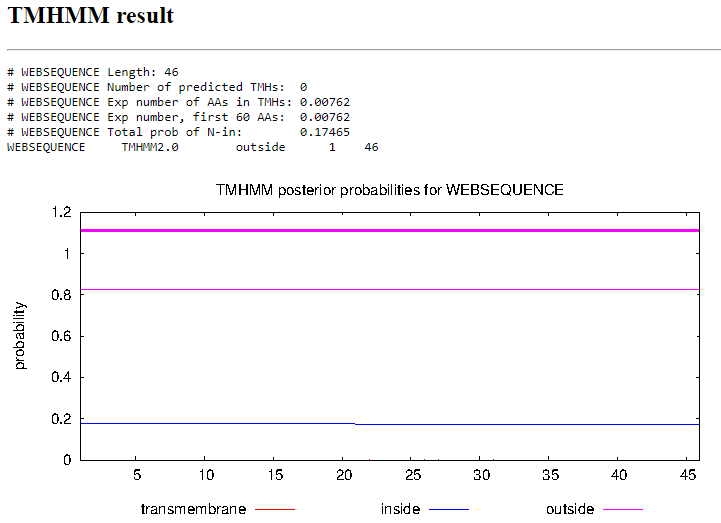 TMHMM result
# WEBSEQUENCE Length: 46
# WEBSEQUENCE Number of predicted TMHs:  0
# WEBSEQUENCE Exp number of AAs in TMHs: 0.00762
# WEBSEQUENCE Exp number, first 60 AAs:  0.00762
# WEBSEQUENCE Total prob of N-in:        0.17465
WEBSEQUENCE     TMHMM2.0        outside      1    46
TMHMM posterior probabilities for WEBSEQUENCE
1.2
1
0.8
0.6
0.4
0.2
0
probability
5 10 15 20 25 30 35 40 45
transmembrane inside outside